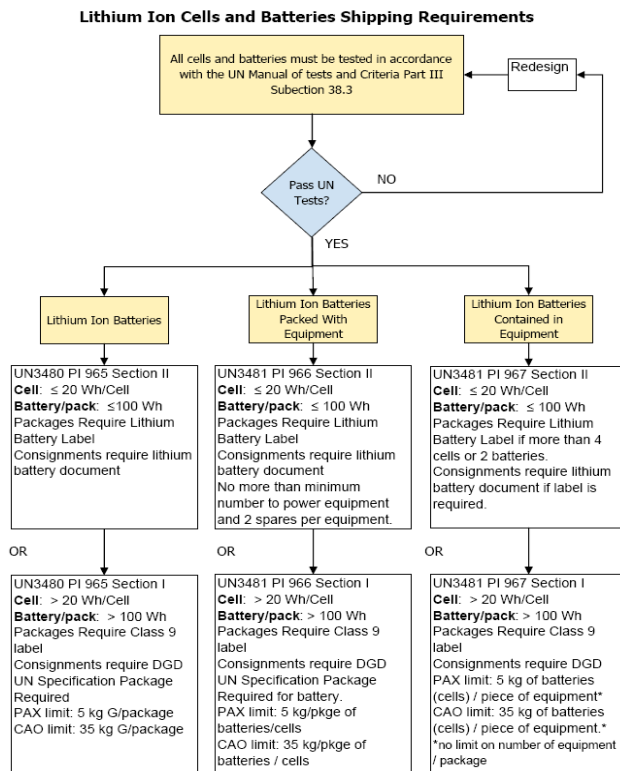 Lithium Ion Cells and Batteries Shipping Requirements
All cells and batteries must be tested in accordance
with the UN Manual of tests and Criteria Part III
Subection 38.3
Redesign
Pass UN
Tests?
NO
YES
Lithium Ion Batteries
Lithium Ion Batteries
Packed With
Equipment
Lithium Ion Batteries
Contained in
Equipment
UN3480 PI 965 Section II
Cell: ≤ 20 Wh/Cell
Battery/pack: ≤100 Wh
Packages Require Lithium
Battery Label
Consignments require lithium
battery document
UN3481 PI 966 Section II
Cell: ≤ 20 Wh/Cell
Battery/pack: ≤ 100 Wh
Packages Require Lithium
Battery Label
Consignments require lithium
battery document
No more than minimum
number to power equipment
and 2 spares per equipment.
UN3481 PI 967 Section II
Cell: ≤ 20 Wh/Cell
Battery/pack: ≤ 100 Wh
Packages Require Lithium
Battery Label if more than 4
cells or 2 batteries.
Consignments require lithium
battery document if label is
required.
OR
OR
OR
UN3480 PI 965 Section I
Cell: > 20 Wh/Cell
Battery/pack: > 100 Wh
Packages Require Class 9
label
Consignments require DGD
UN Specification Package
Required
PAX limit: 5 kg G/package
CAO limit: 35 kg G/package
UN3481 PI 966 Section I
Cell: > 20 Wh/Cell
Battery/pack: > 100 Wh
Packages Require Class 9
label
Consignments require DGD
UN Specification Package
Required for battery.
PAX limit: 5 kg/pkge of
batteries/cells
CAO limit: 35 kg/pkge of
batteries / cells
UN3481 PI 967 Section I
Cell: > 20 Wh/Cell
Battery/pack: > 100 Wh
Packages Require Class 9
label
Consignments require DGD
PAX limit: 5 kg of batteries
(cells) / piece of equipment*
CAO limit: 35 kg of batteries
(cells) / piece of equipment.*
*no limit on number of equipment
/ package